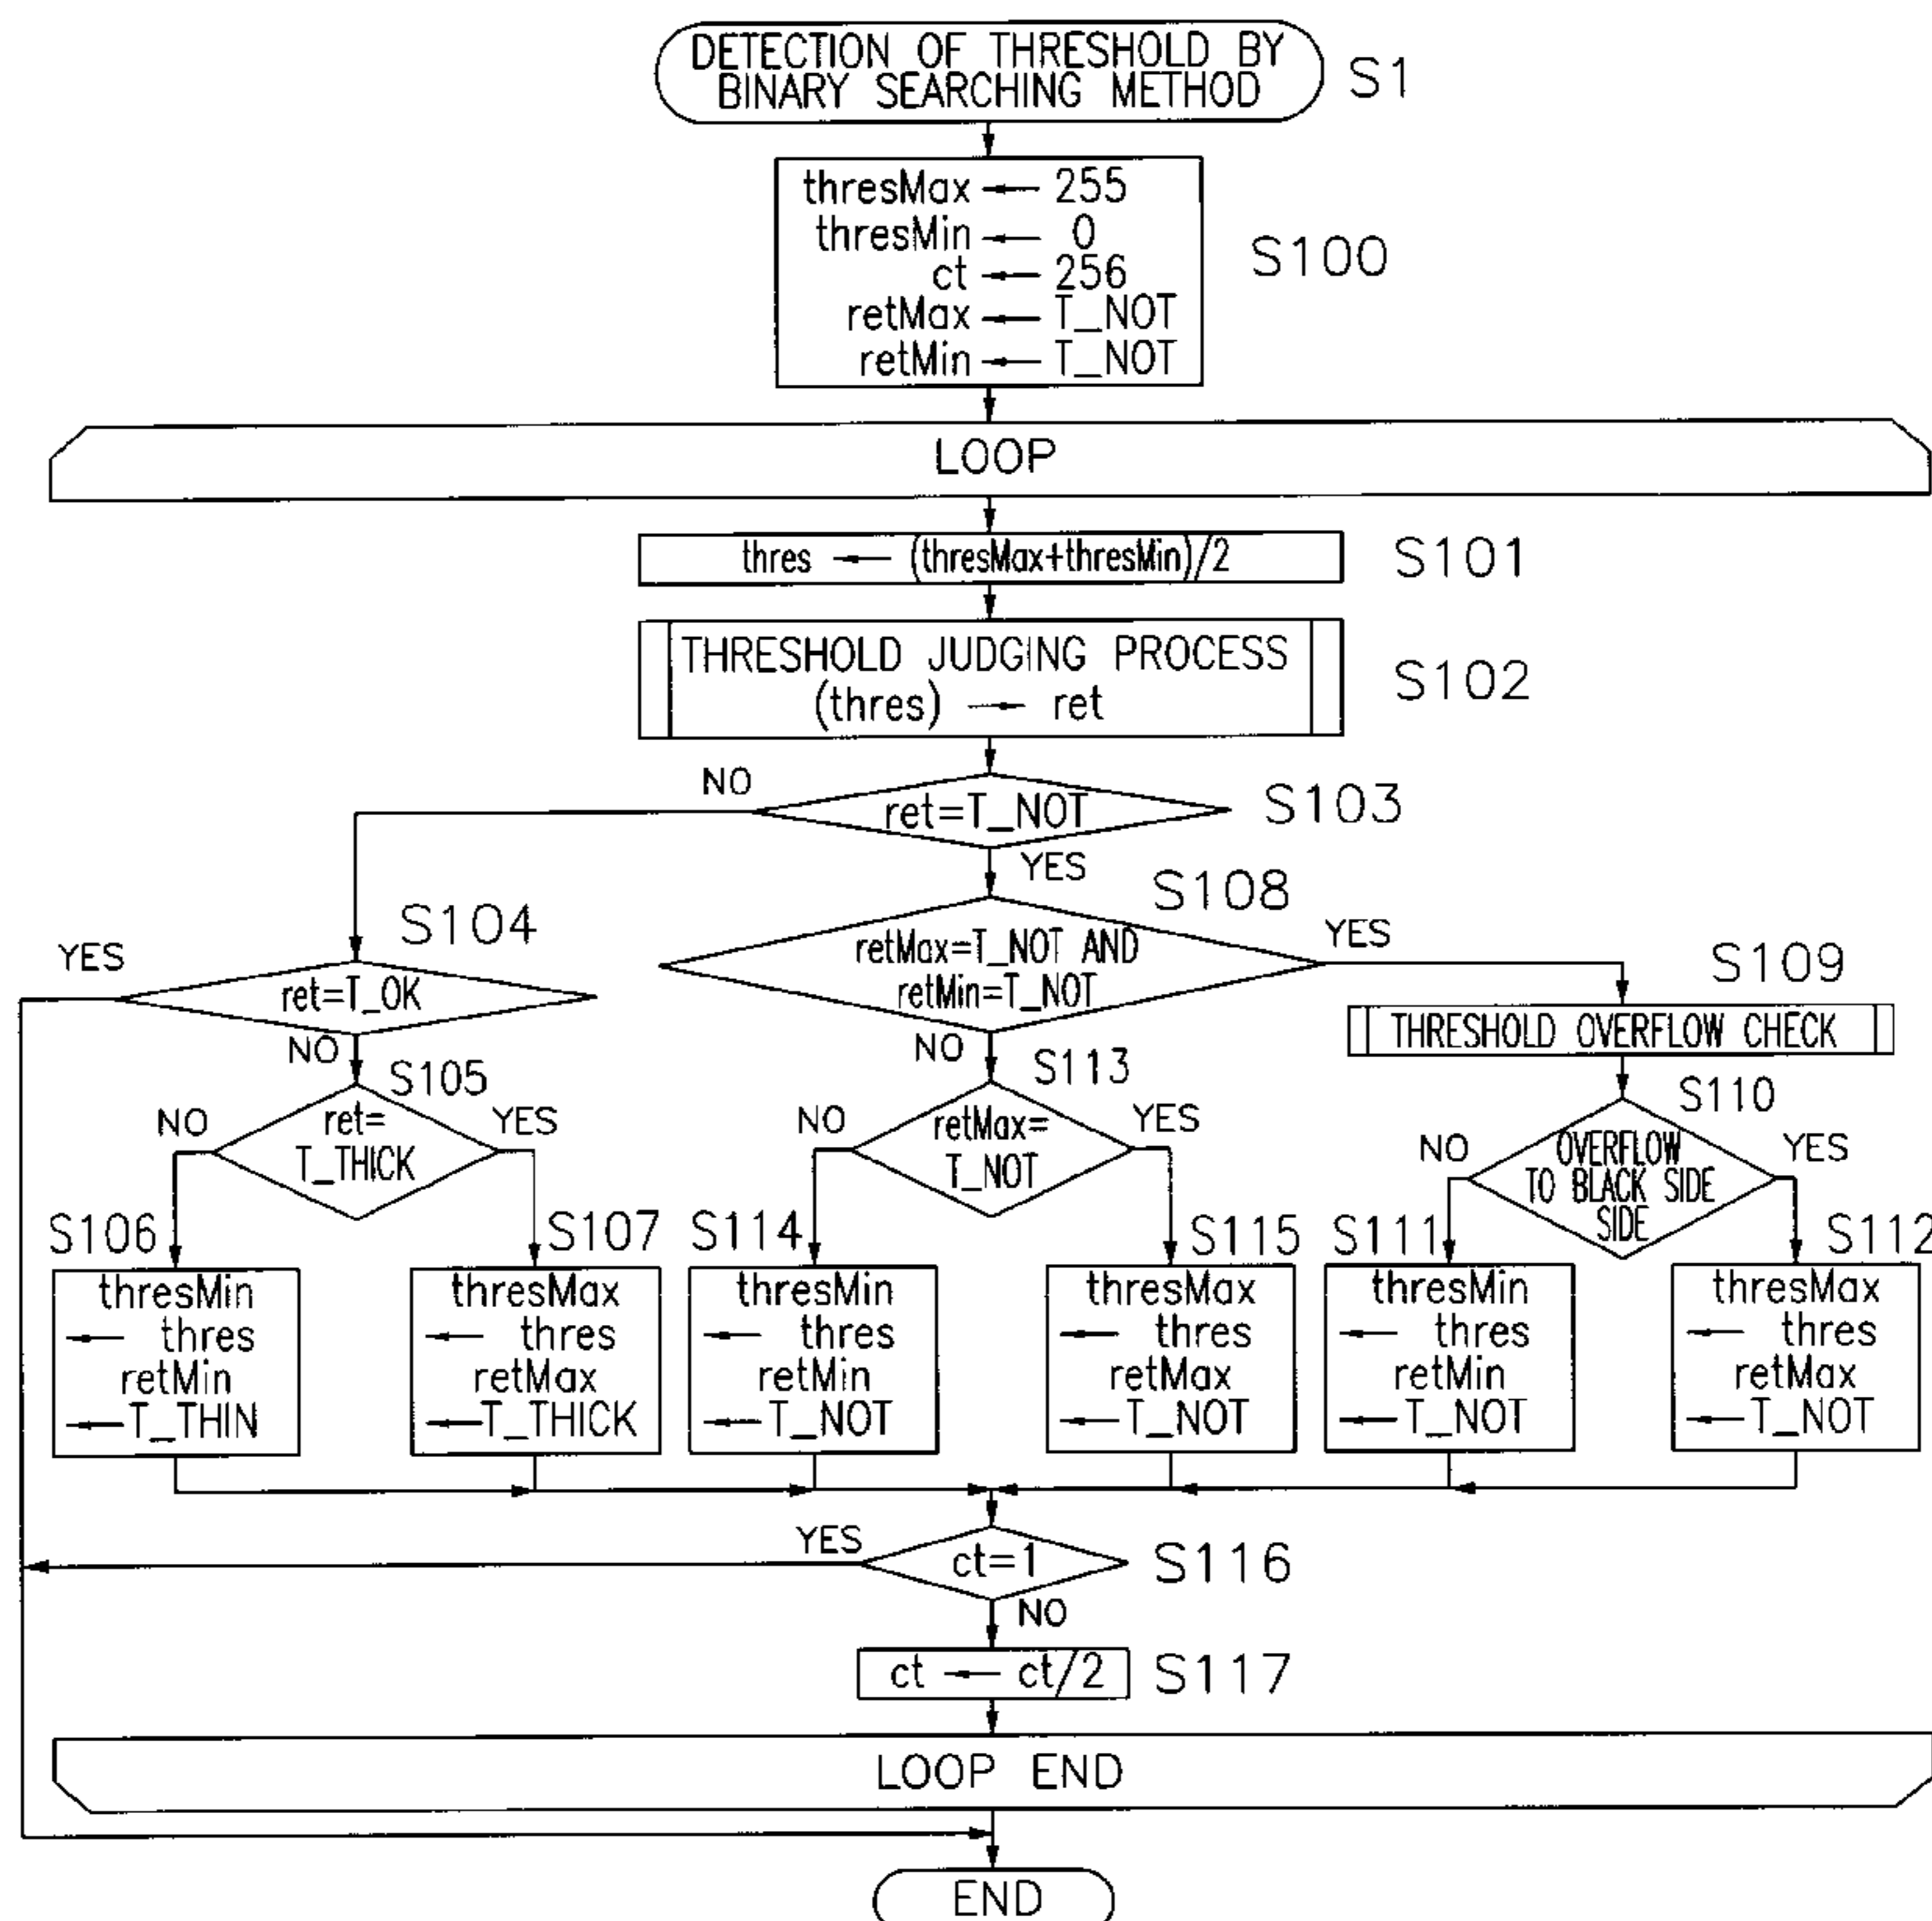 DETECTION OF THRESHOLD BY
BINARY SEARCHING METHOD
S1
thresMax ← 255
thresMin ← 0
ct ← 256
retMax ← T_NOT
retMin ← T_NOT
S100
LOOP
thres ← (thresMax+thresMin)/2
S101
THRESHOLD JUDGING PROCESS
(thres) → ret
S102
NO
ret=T_NOT
S103
YES
S104
YES
ret=T_OK
NO
S108
retMax=T_NOT AND
retMin=T_NOT
YES
NO
S109
THRESHOLD OVERFLOW CHECK
S105
NO
ret=
T_THICK
YES
S113
NO
retMax=
T_NOT
YES
S110
NO
OVERFLOW
TO BLACK SIDE
SIDE
YES
S106
thresMin
← thres
retMin
← T_THIN
S107
thresMax
← thres
retMax
← T_THICK
S114
thresMin
← thres
retMin
← T_NOT
S115
thresMax
← thres
retMax
← T_NOT
S111
thresMin
← thres
retMin
← T_NOT
S112
thresMax
← thres
retMax
← T_NOT
YES
ct=1
S116
NO
ct ← ct/2
S117
LOOP END
END